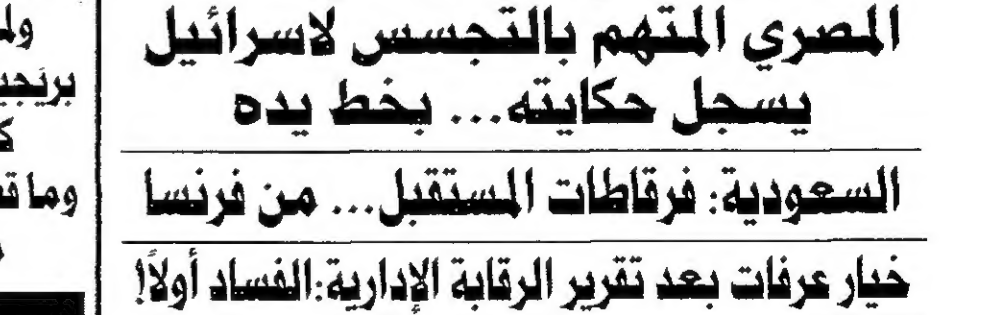 المصري المتهم بالتجسس لاسرائيل
يسجل حكايته... بخط يده
السعودية: فرقاطات المستقبل... من فرنسا
خيار عرفات بعد تقرير الرقابة الإدارية: الفساد أولاً!